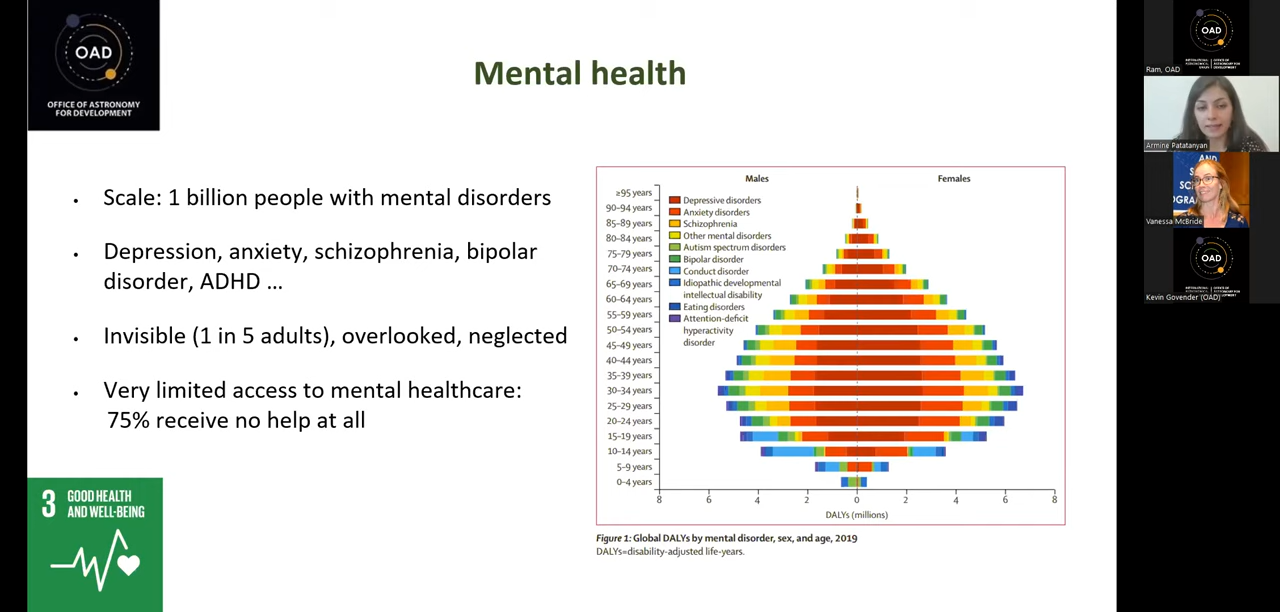 OAD
OFFICE OF ASTRONOMY
FOR DEVELOPMENT
Mental health
• Scale: 1 billion people with mental disorders
• Depression, anxiety, schizophrenia, bipolar
disorder, ADHD ...
• Invisible (1 in 5 adults), overlooked, neglected
• Very limited access to mental healthcare:
75% receive no help at all
3 GOOD HEALTH
AND WELL-BEING
Males
Females
≥95 years
90–94 years
85–89 years
80–84 years
75–79 years
70–74 years
65–69 years
60–64 years
55–59 years
50–54 years
45–49 years
40–44 years
35–39 years
30–34 years
25–29 years
20–24 years
15–19 years
10–14 years
5–9 years
0–4 years
Depressive disorders
Anxiety disorders
Schizophrenia
Other mental disorders
Autism spectrum disorders
Bipolar disorder
Conduct disorder
Idiopathic developmental
intellectual disability
Eating disorders
Attention-deficit
hyperactivity
disorder
8 6 4 2 0 2 4 6 8
DALYs (millions)
Figure 1: Global DALYs by mental disorder, sex, and age, 2019
DALYs=disability-adjusted life-years.
OAD
Ram, OAD
Armine Patatanyan
AND
Vanessa McBride
OAD
Kevin Govender (OAD)